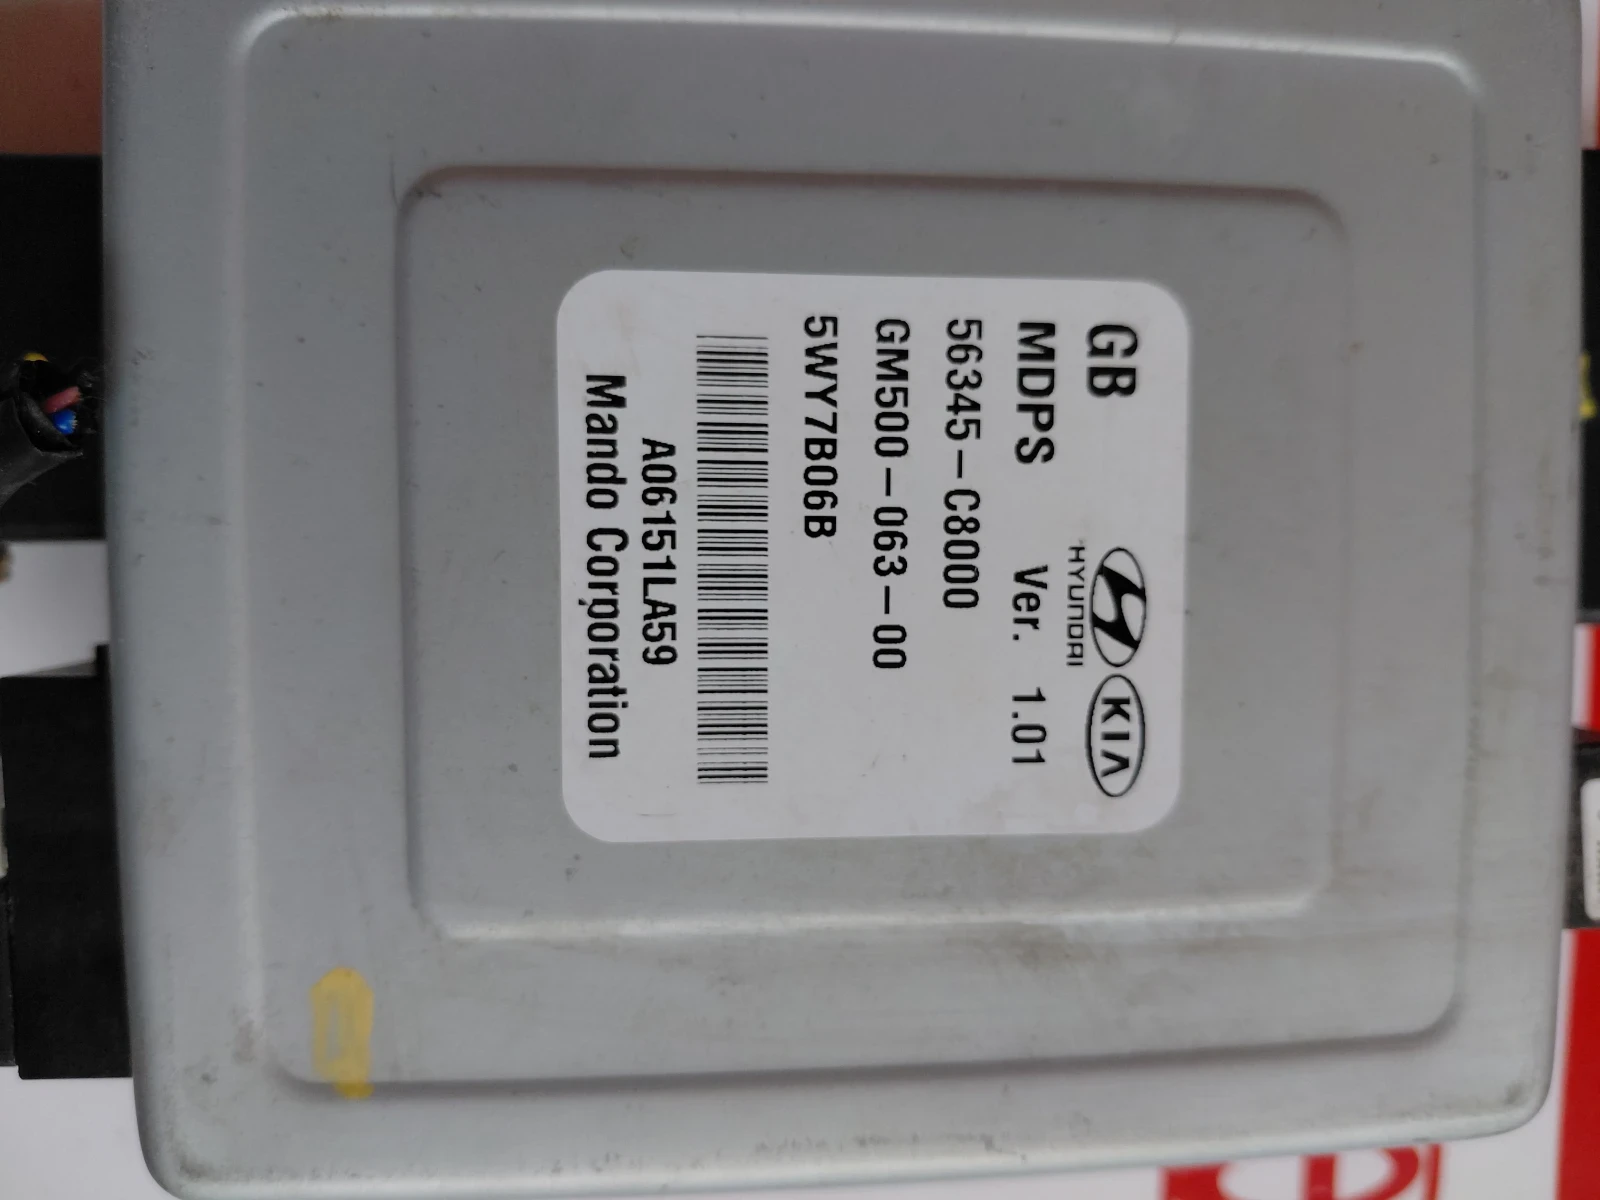 GB
HYUNDAI KIA
MDPS Ver. 1.01
56345-C8000
GM500-063-00
5WY7B06B
A06151LA59
Mando Corporation